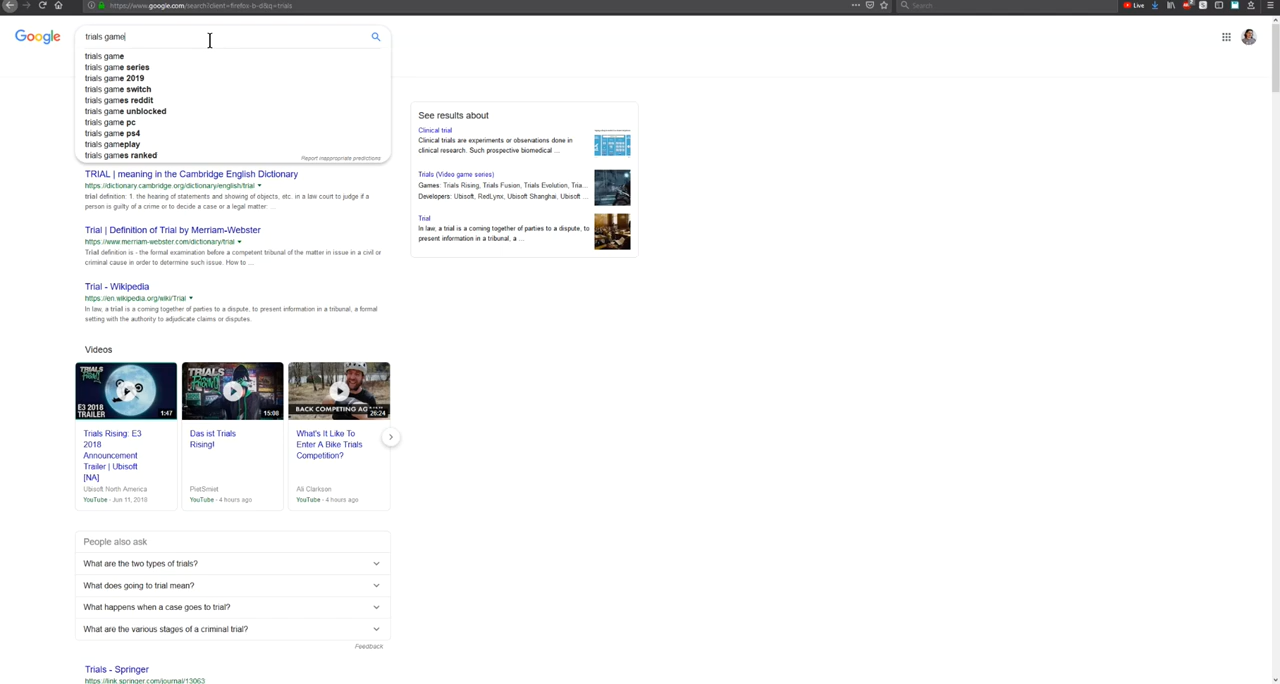 https://www.google.com/search?client=firefox-b-d&q=trials
Search
Live
Google
trials game
trials game
trials game series
trials game 2019
trials game switch
trials games reddit
trials game unblocked
trials game pc
trials game ps4
trials gameplay
trials games ranked
Report inappropriate predictions
TRIAL | meaning in the Cambridge English Dictionary
https://dictionary.cambridge.org/dictionary/english/trial
trial definition: 1. the hearing of statements and showing of objects, etc. in a law court to judge if a
person is guilty of a crime or to decide a case or a legal matter: ...
Trial | Definition of Trial by Merriam-Webster
https://www.merriam-webster.com/dictionary/trial
Trial definition is - the formal examination before a competent tribunal of the matter in issue in a civil or
criminal cause in order to determine such issue. How to ...
Trial - Wikipedia
https://en.wikipedia.org/wiki/Trial
In law, a trial is a coming together of parties to a dispute, to present information in a tribunal, a formal
setting with the authority to adjudicate claims or disputes.
See results about
Clinical trial
Clinical trials are experiments or observations done in
clinical research. Such prospective biomedical ...
Trials (Video game series)
Games: Trials Rising, Trials Fusion, Trials Evolution, Tria...
Developers: Ubisoft, RedLynx, Ubisoft Shanghai, Ubisoft ...
Trial
In law, a trial is a coming together of parties to a dispute, to
present information in a tribunal, a ...
Videos
TRIALS
E3 2018
TRAILER
1:47
TRIALS
15:08
BACK COMPETING AG
26:24
Trials Rising: E3
2018
Announcement
Trailer | Ubisoft
[NA]
Ubisoft North America
YouTube - Jun 11, 2018
Das ist Trials
Rising!
PietSmiet
YouTube - 4 hours ago
What's It Like To
Enter A Bike Trials
Competition?
Ali Clarkson
YouTube - 4 hours ago
People also ask
What are the two types of trials?
What does going to trial mean?
What happens when a case goes to trial?
What are the various stages of a criminal trial?
Feedback
Trials - Springer
https://link.springer.com/journal/13063